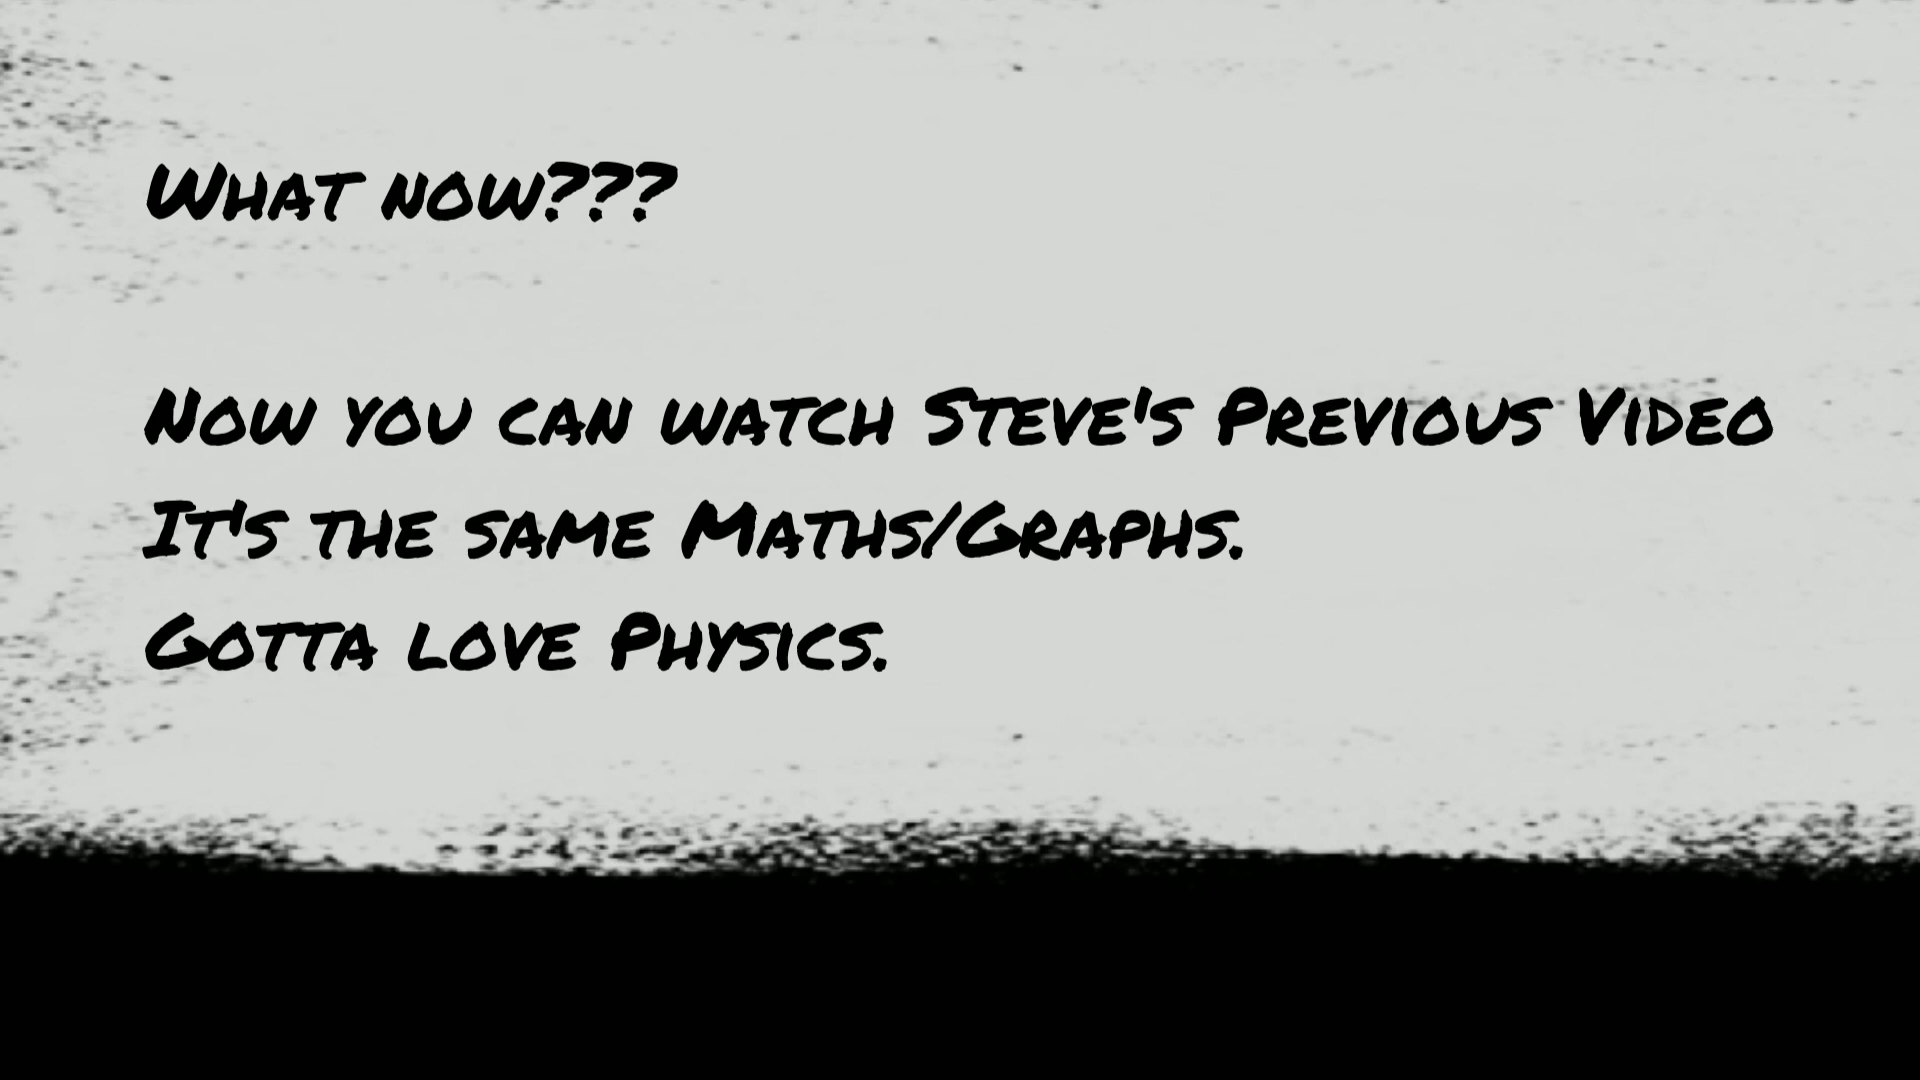 What now???
Now you can watch Steve's Previous Video
It's the same Maths/Graphs.
Gotta love Physics.